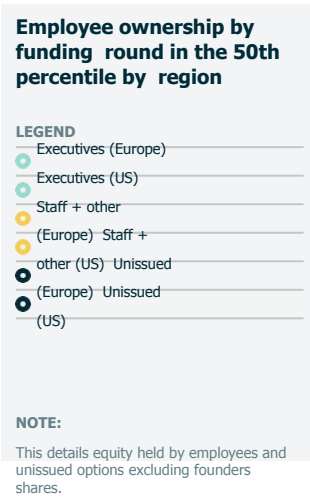 Employee ownership by
funding round in the 50th
percentile by region
LEGEND
Executives (Europe)
Executives (US)
Staff + other
(Europe) Staff +
other (US) Unissued
(Europe) Unissued
(US)
NOTE:
This details equity held by employees and
unissued options excluding founders
shares.